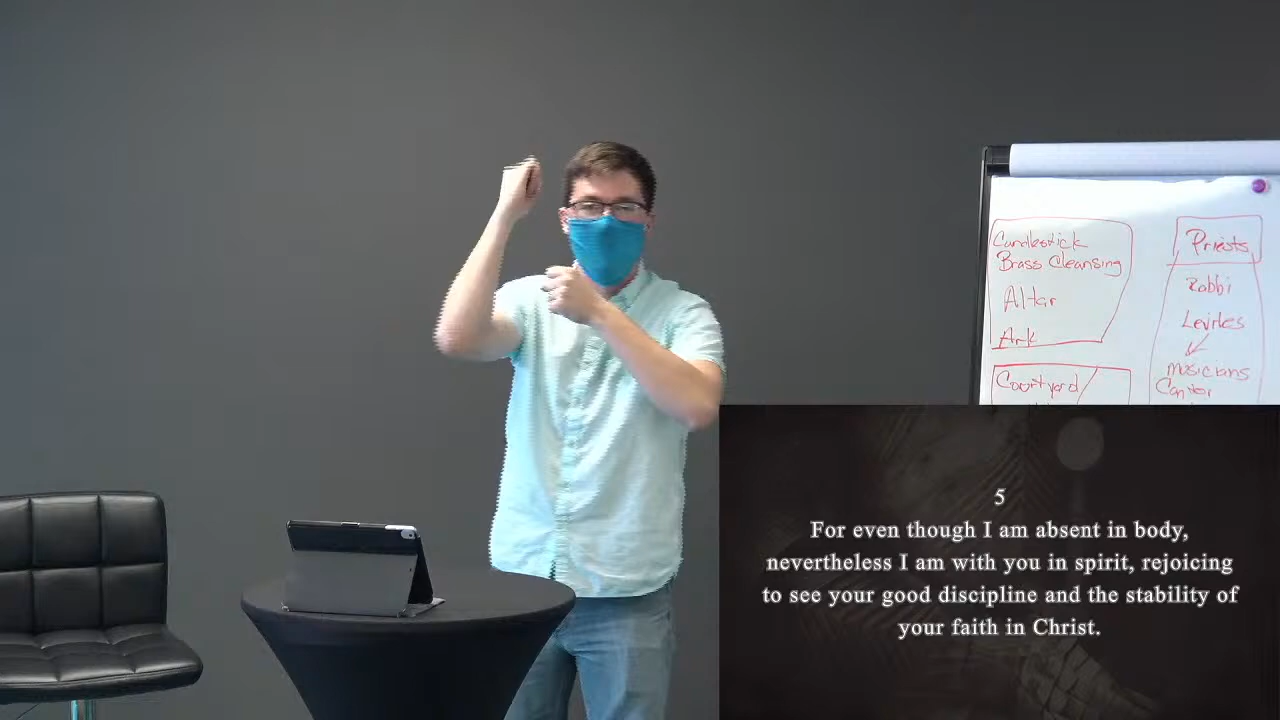 Candlestick
Brass Cleansing
Altar
Ark
Courtyard
Priests
Rabbi
Levites
Musicians
Cantor
5
For even though I am absent in body,
nevertheless I am with you in spirit, rejoicing
to see your good discipline and the stability of
your faith in Christ.